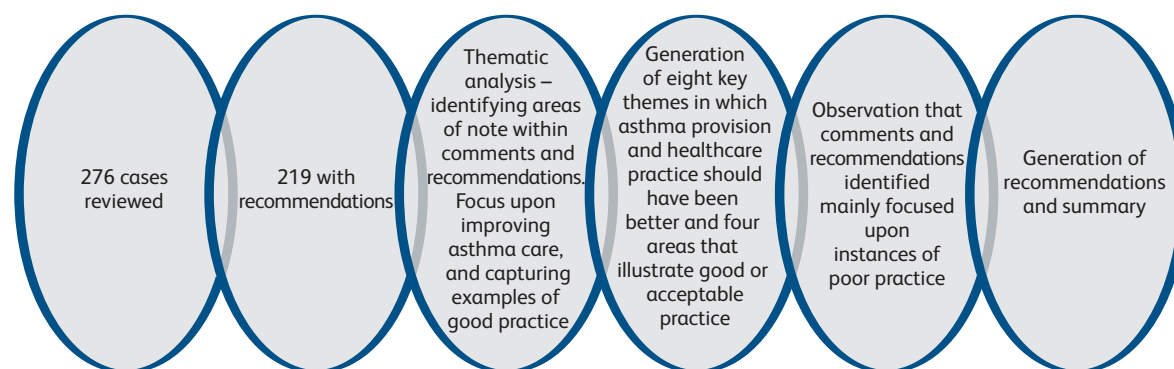 276 cases
reviewed
219 with
recommendations
Thematic
analysis –
identifying areas
of note within
comments and
recommendations.
Focus upon
improving
asthma care,
and capturing
examples of
good practice
Generation
of eight key
themes in which
asthma provision
and healthcare
practice should
have been
better and four
areas that
illustrate good or
acceptable
practice
Observation that
comments and
recommendations
identified
mainly focused
upon
instances of
poor practice
Generation of
recommendations
and summary